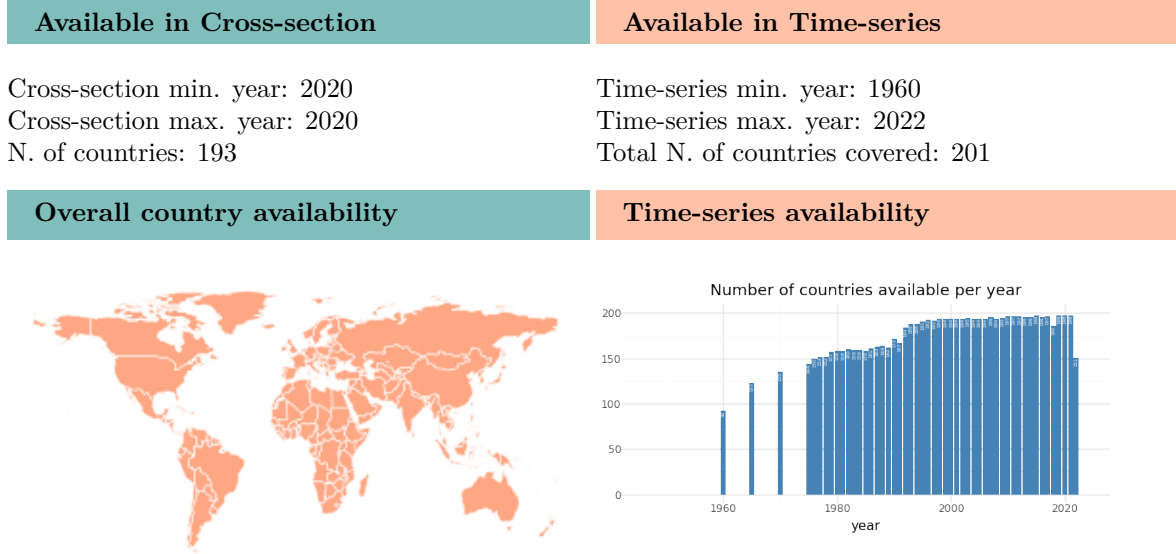 Available in Cross-section
Available in Time-series
Cross-section min. year: 2020
Cross-section max. year: 2020
N. of countries: 193
Time-series min. year: 1960
Time-series max. year: 2022
Total N. of countries covered: 201
Overall country availability
Time-series availability
Number of countries available per year
200
150
100
50
0
1960
1980
2000
2020
year